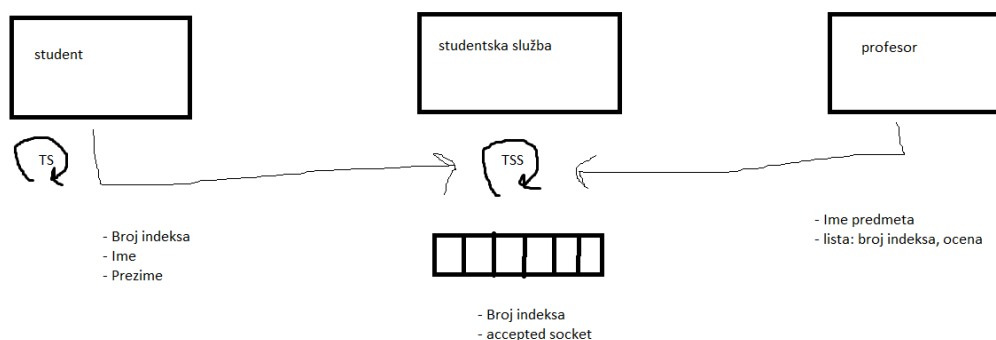 student
studentska služba
profesor
TS
TSS
- Broj indeksa
- Ime
- Prezime
- Ime predmeta
- lista: broj indeksa, ocena
- Broj indeksa
- accepted socket